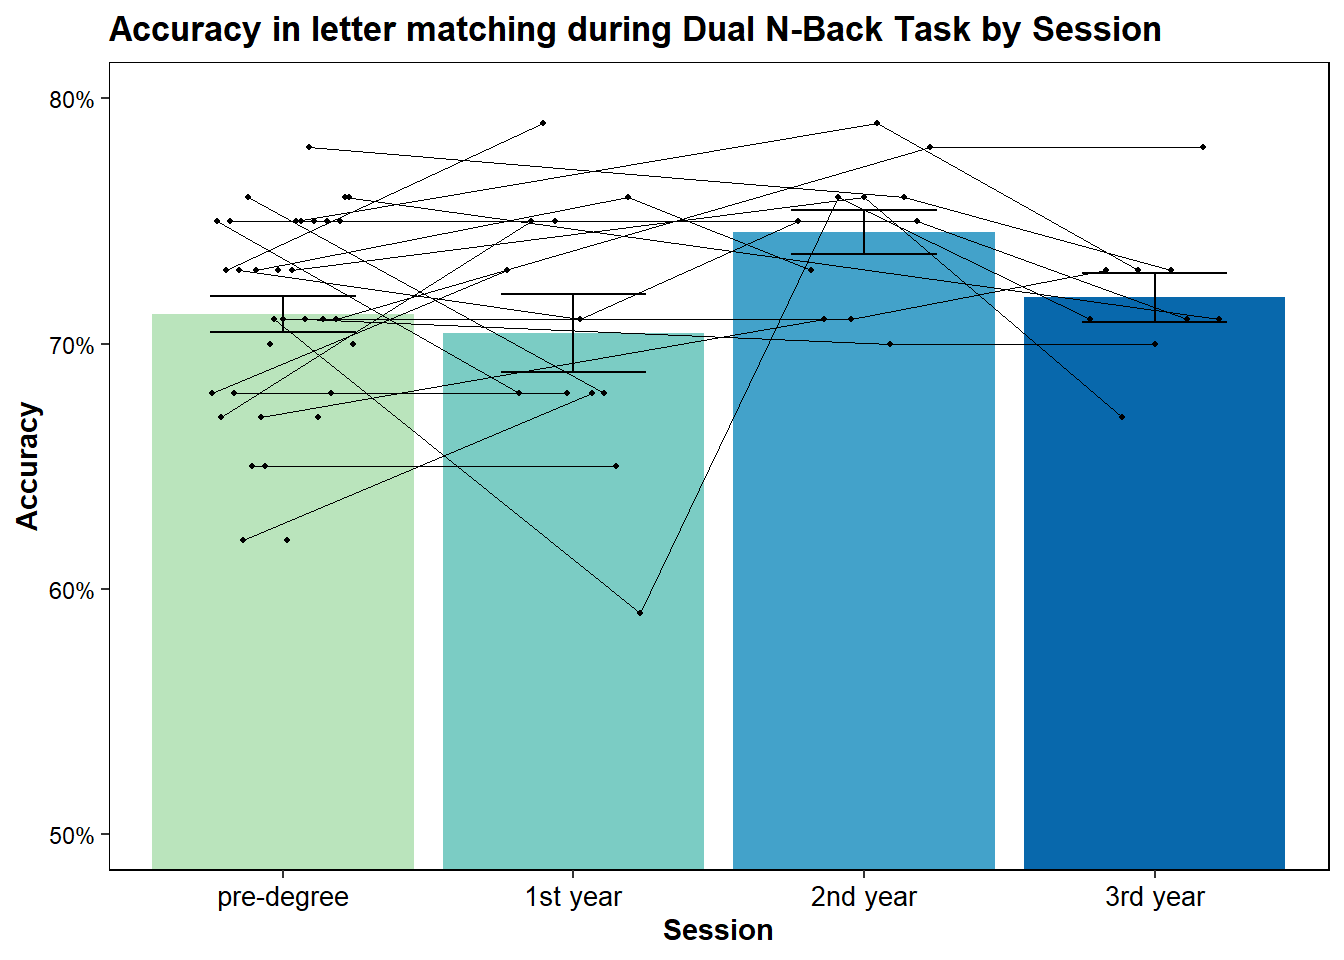 Accuracy in letter matching during Dual N-Back Task by Session
80%
70%
60%
50%
Accuracy
pre-degree
1st year
2nd year
3rd year
Session